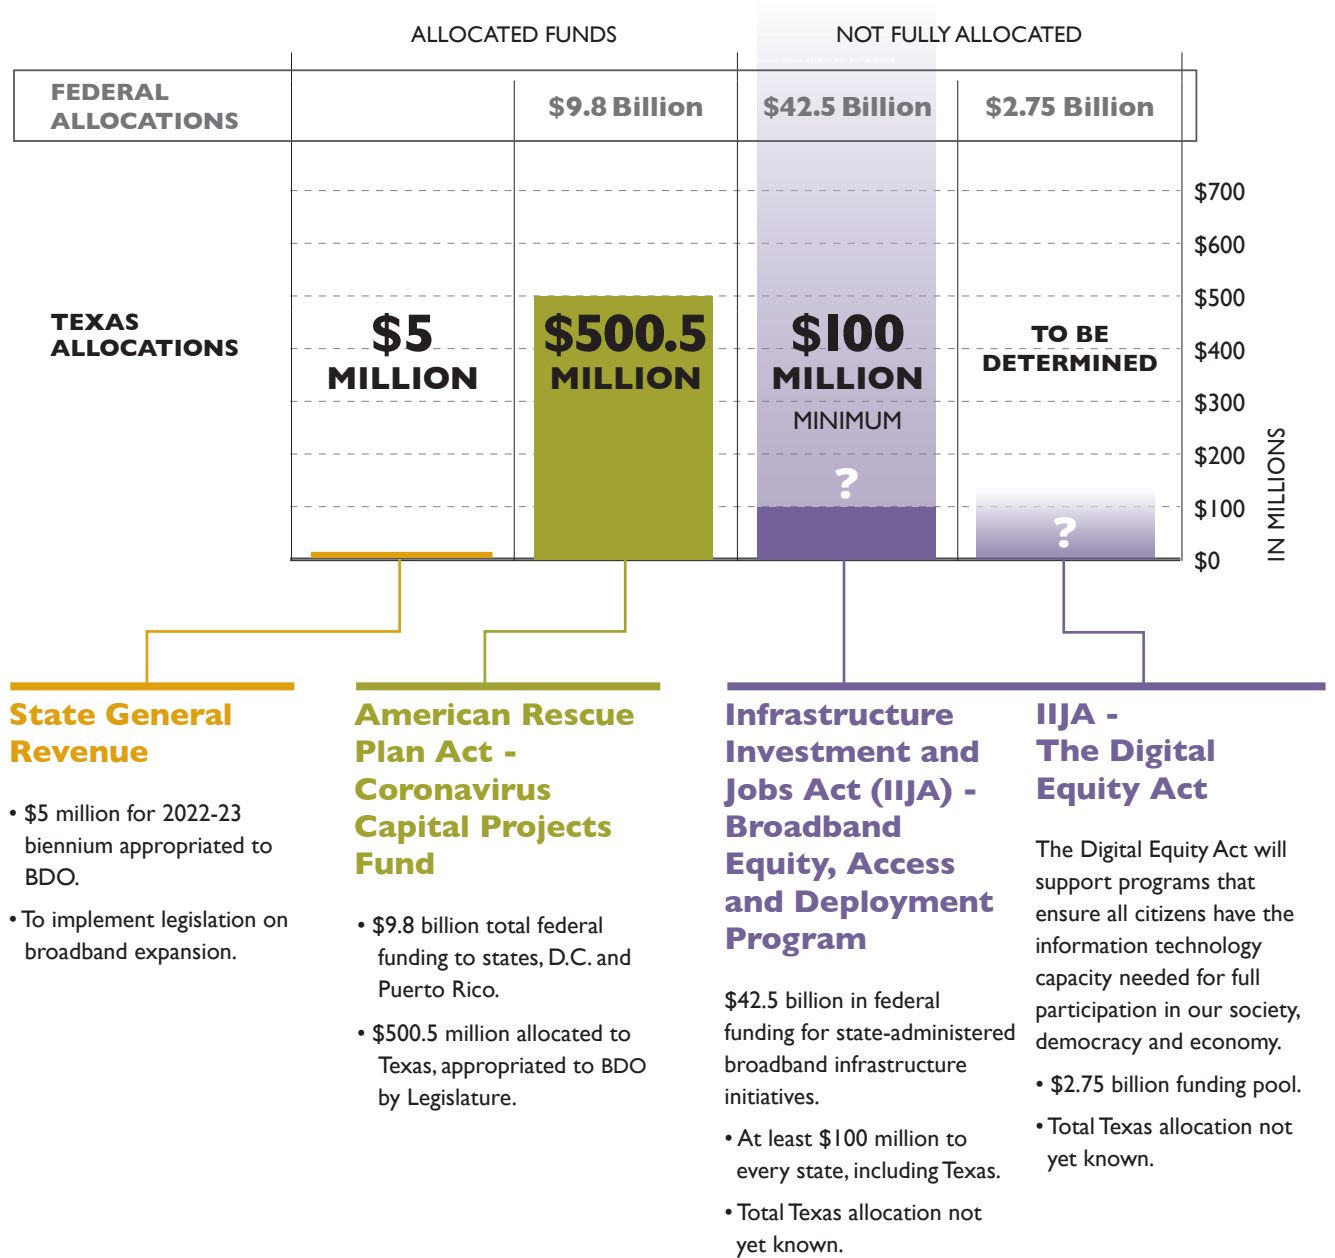 ALLOCATED FUNDS
NOT FULLY ALLOCATED
FEDERAL
ALLOCATIONS
$9.8 Billion
$42.5 Billion
$2.75 Billion
$700
$600
$500
$400
$300
$200
$100
$0
IN MILLIONS
TEXAS
ALLOCATIONS
$5
MILLION
$500.5
MILLION
$100
MILLION
MINIMUM
?
TO BE
DETERMINED
?
State General
Revenue
• $5 million for 2022-23
biennium appropriated to
BDO.
• To implement legislation on
broadband expansion.
American Rescue
Plan Act -
Coronavirus
Capital Projects
Fund
• $9.8 billion total federal
funding to states, D.C. and
Puerto Rico.
• $500.5 million allocated to
Texas, appropriated to BDO
by Legislature.
Infrastructure
Investment and
Jobs Act (IIJA) -
Broadband
Equity, Access
and Deployment
Program
$42.5 billion in federal
funding for state-administered
broadband infrastructure
initiatives.
• At least $100 million to
every state, including Texas.
• Total Texas allocation not
yet known.
IIJA -
The Digital
Equity Act
The Digital Equity Act will
support programs that
ensure all citizens have the
information technology
capacity needed for full
participation in our society,
democracy and economy.
• $2.75 billion funding pool.
• Total Texas allocation not
yet known.